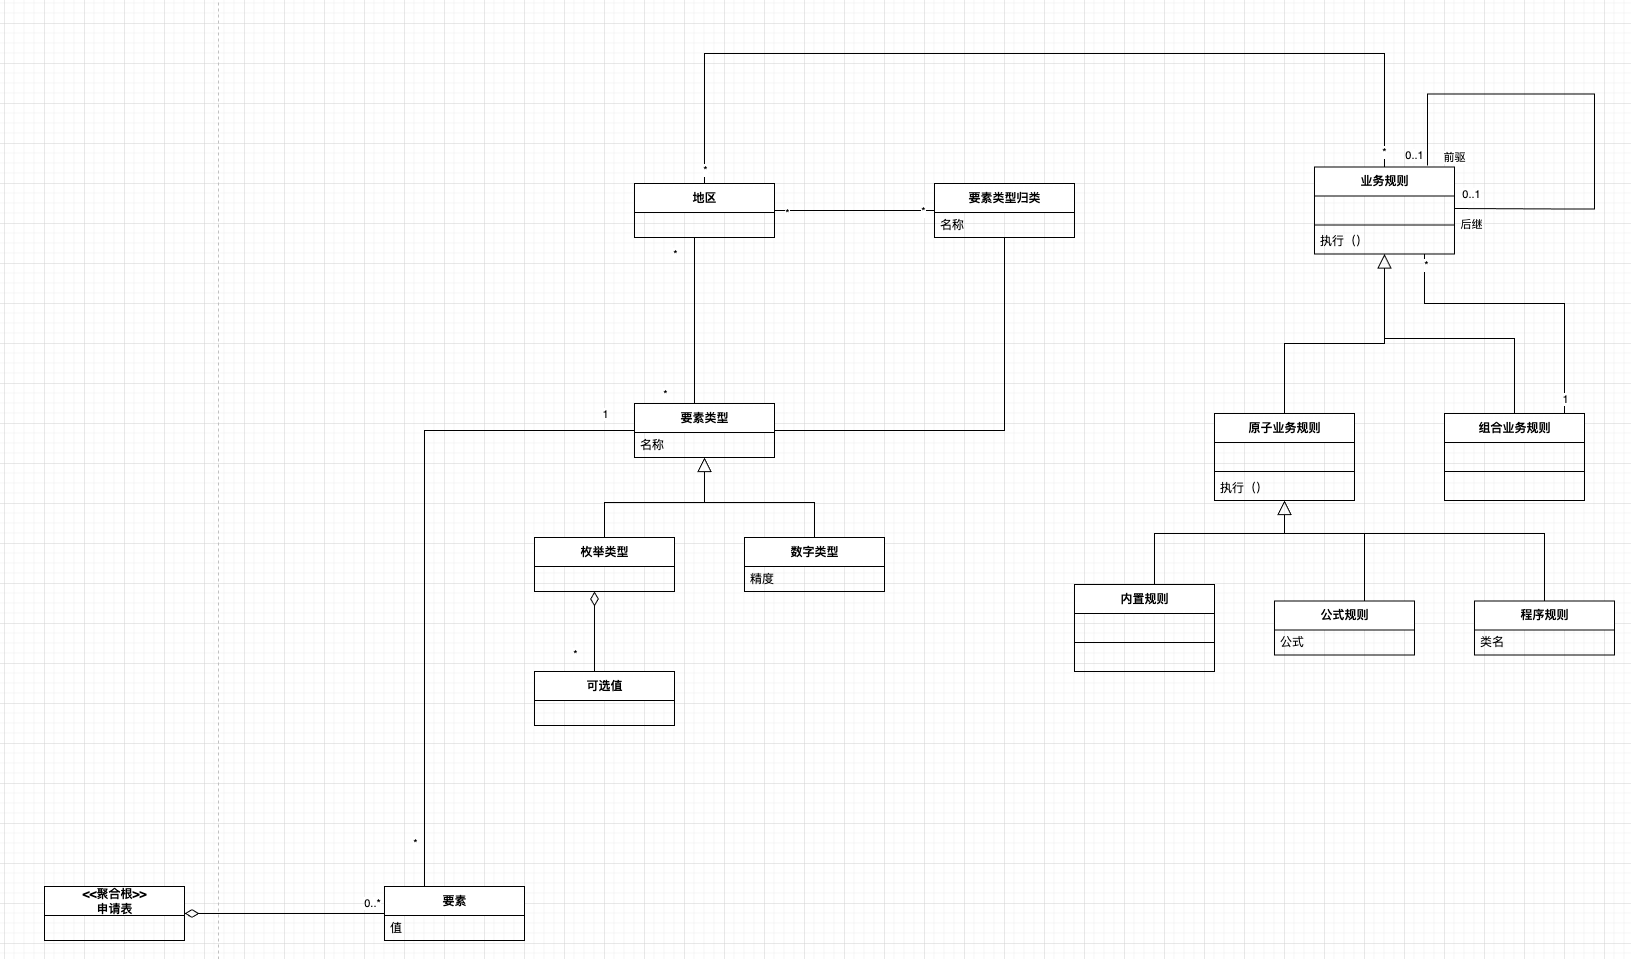 *
0..1
前驱
*
业务规则
地区
要素类型归类
0..1
*
*
名称
后继
执行（）
*
*
*
1
1
要素类型
原子业务规则
组合业务规则
名称
执行（）
枚举类型
数字类型
精度
内置规则
公式规则
程序规则
公式
类名
*
可选值
*
<<聚合根>>
申请表
0..*
要素
值